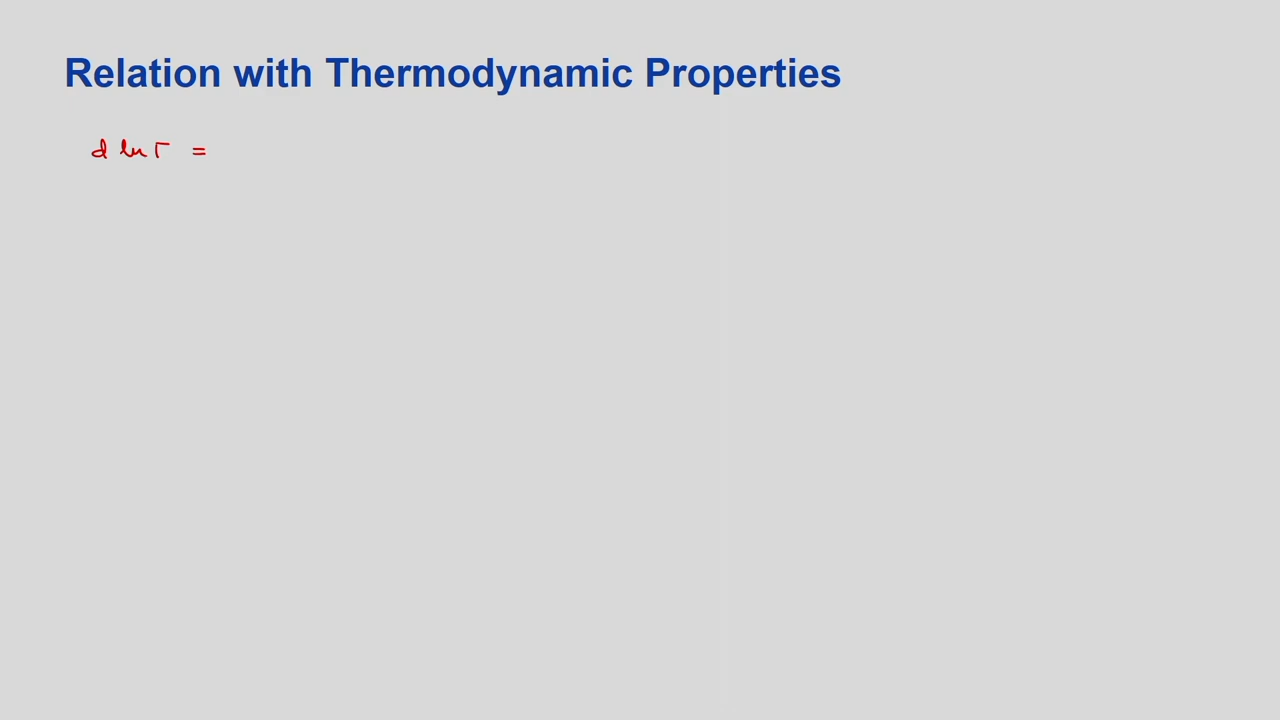 Relation with Thermodynamic Properties
d ln Γ =